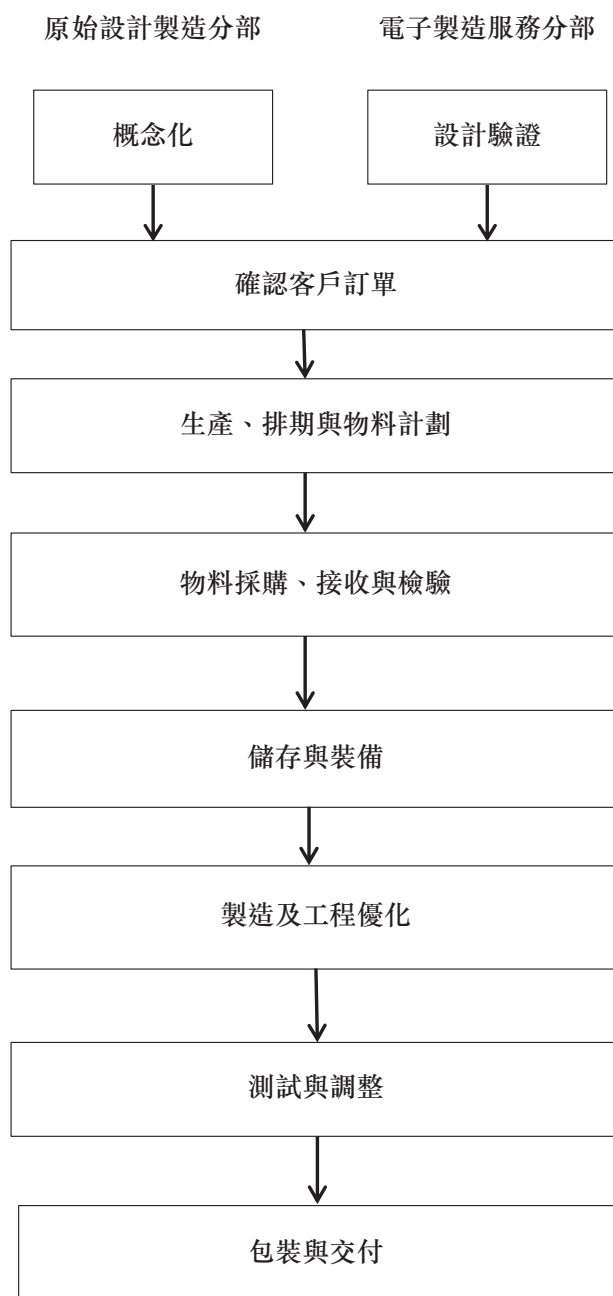 原始設計製造分部
電子製造服務分部
概念化
設計驗證
確認客戶訂單
生產、排期與物料計劃
物料採購、接收與檢驗
儲存與裝備
製造及工程優化
測試與調整
包裝與交付